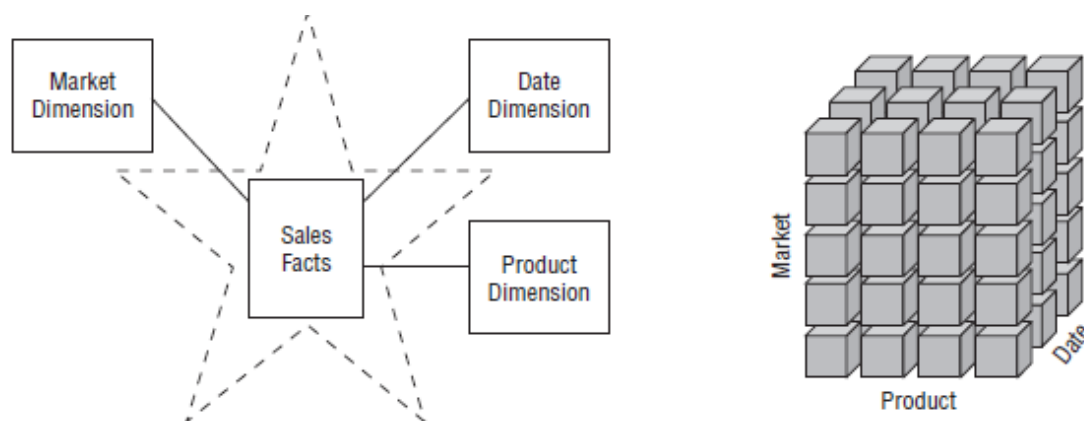 Market
Dimension
Date
Dimension
Sales
Facts
Product
Dimension
Market
Product
Date